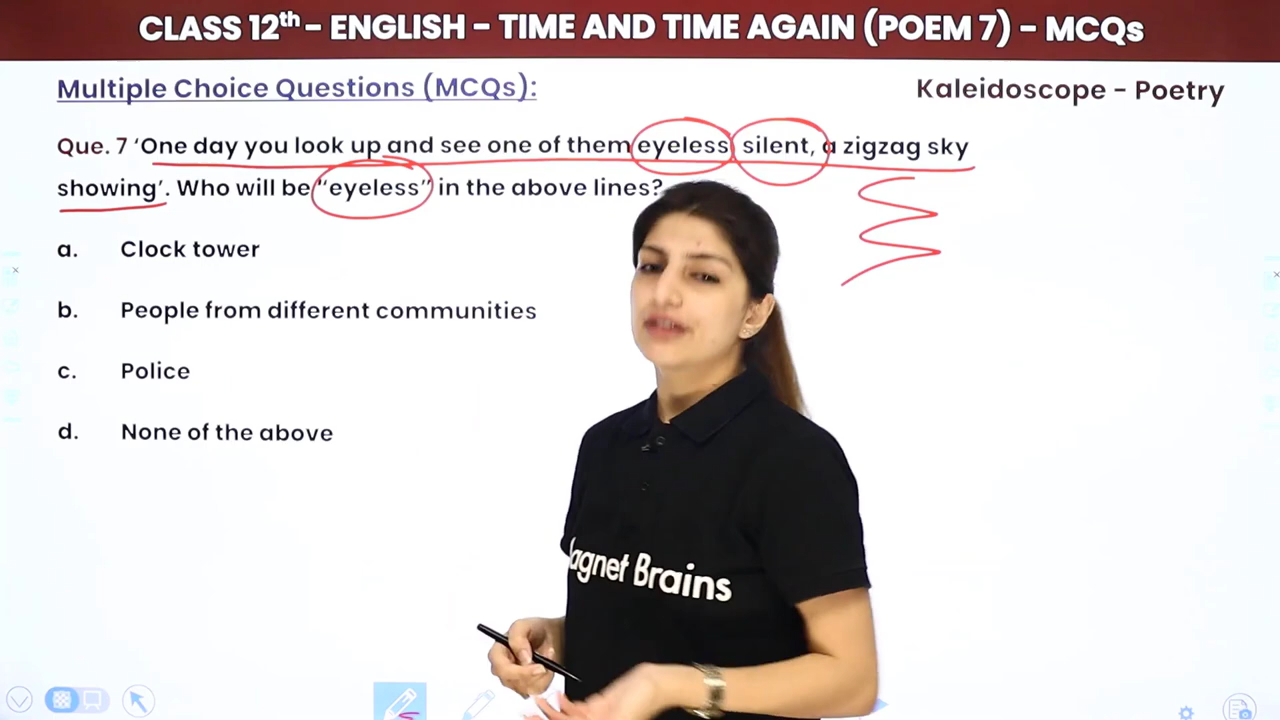 CLASS 12th – ENGLISH – TIME AND TIME AGAIN (POEM 7) – MCQs
Multiple Choice Questions (MCQs):
Kaleidoscope – Poetry
Que. 7 ‘One day you look up and see one of them eyeless silent, a zigzag sky
showing’. Who will be “eyeless” in the above lines?
a. Clock tower
b. People from different communities
c. Police
d. None of the above
agnet Brains